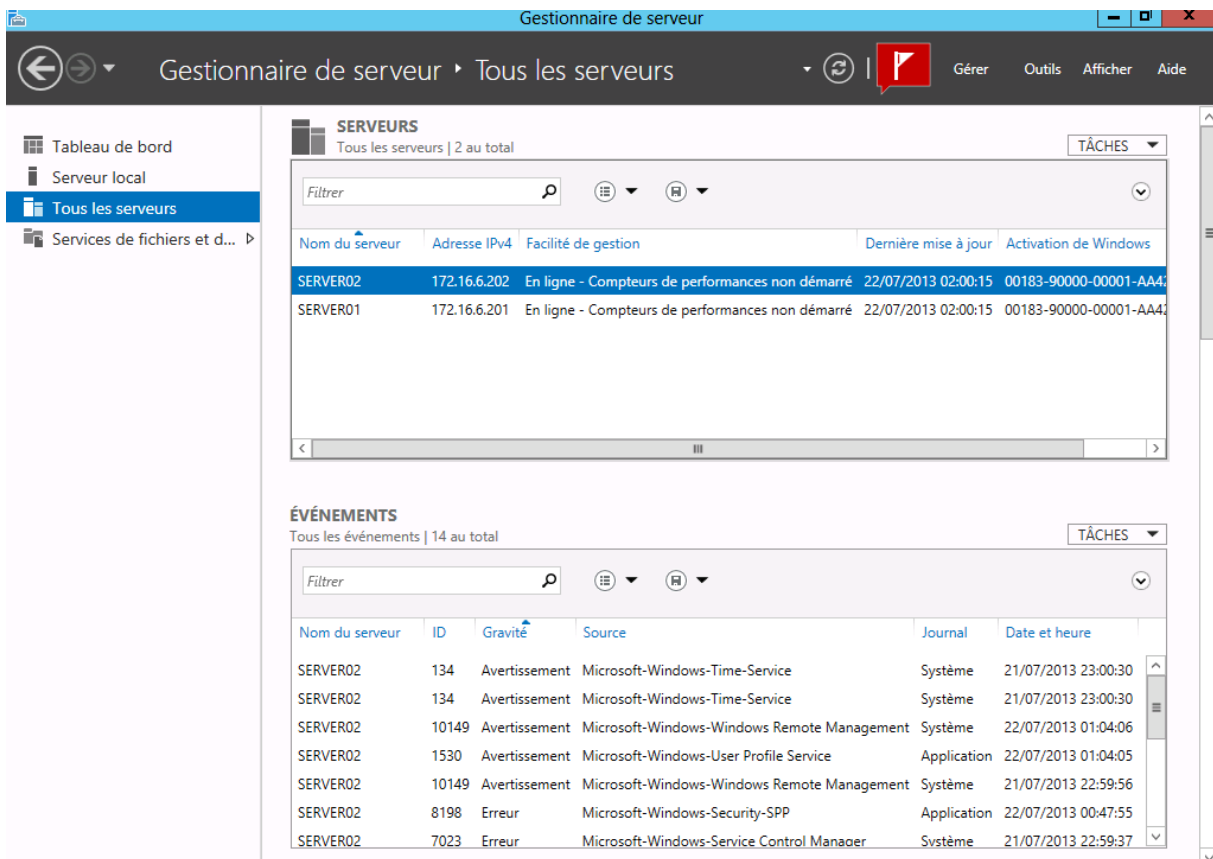 Gestionnaire de serveur
Gestionnaire de serveur ‣ Tous les serveurs
Gérer Outils Afficher Aide
Tableau de bord
Serveur local
Tous les serveurs
Services de fichiers et d...
SERVEURS
Tous les serveurs | 2 au total
TÂCHES
Filtrer
Nom du serveur Adresse IPv4 Facilité de gestion Dernière mise à jour Activation de Windows
SERVER02 172.16.6.202 En ligne - Compteurs de performances non démarré 22/07/2013 02:00:15 00183-90000-00001-AA42
SERVER01 172.16.6.201 En ligne - Compteurs de performances non démarré 22/07/2013 02:00:15 00183-90000-00001-AA42
ÉVÉNEMENTS
Tous les événements | 14 au total
TÂCHES
Filtrer
Nom du serveur ID Gravité Source Journal Date et heure
SERVER02 134 Avertissement Microsoft-Windows-Time-Service Système 21/07/2013 23:00:30
SERVER02 134 Avertissement Microsoft-Windows-Time-Service Système 21/07/2013 23:00:30
SERVER02 10149 Avertissement Microsoft-Windows-Windows Remote Management Système 22/07/2013 01:04:06
SERVER02 1530 Avertissement Microsoft-Windows-User Profile Service Application 22/07/2013 01:04:05
SERVER02 10149 Avertissement Microsoft-Windows-Windows Remote Management Système 21/07/2013 22:59:56
SERVER02 8198 Erreur Microsoft-Windows-Security-SPP Application 22/07/2013 00:47:55
SERVER02 7023 Erreur Microsoft-Windows-Service Control Manager Système 21/07/2013 22:59:37